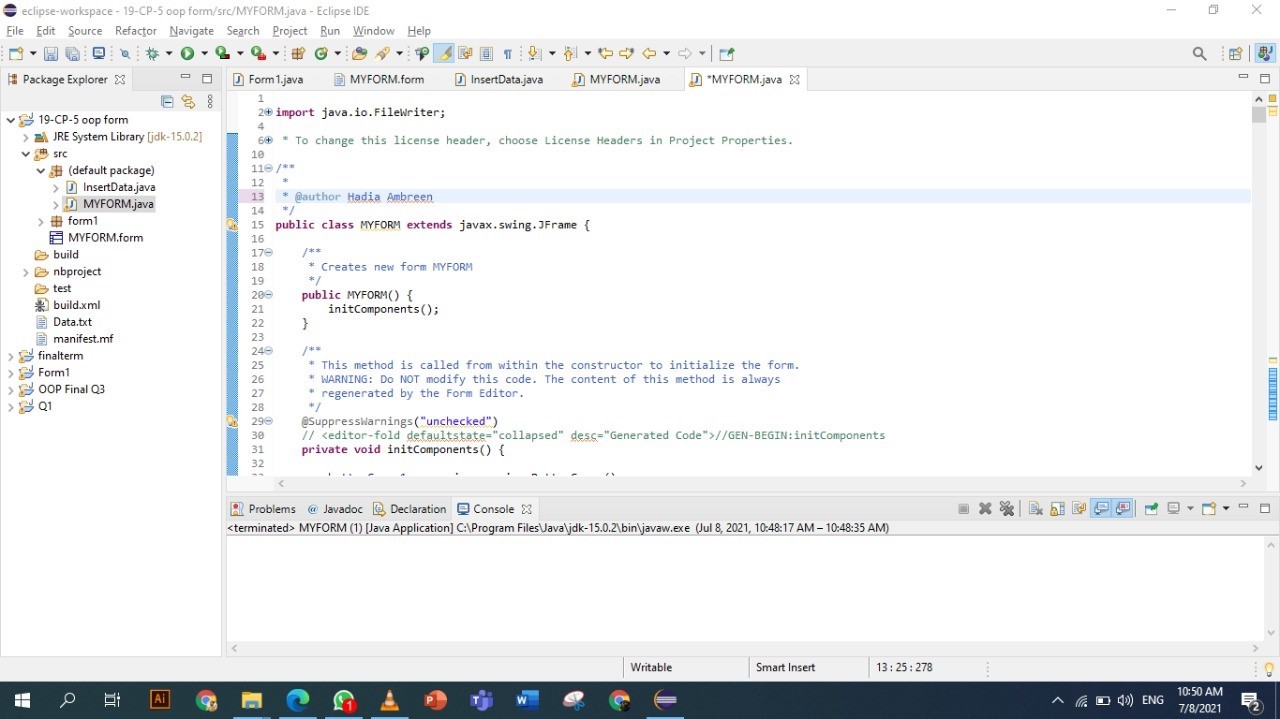 eclipse-workspace - 19-CP-5 oop form/src/MYFORM.java - Eclipse IDE
File Edit Source Refactor Navigate Search Project Run Window Help
Package Explorer
19-CP-5 oop form
JRE System Library [jdk-15.0.2]
src
(default package)
InsertData.java
MYFORM.java
form1
MYFORM.form
build
nbproject
test
build.xml
Data.txt
manifest.mf
finalterm
Form1
OOP Final Q3
Q1
Form1.java MYFORM.form InsertData.java MYFORM.java *MYFORM.java
1
2 import java.io.FileWriter;
4
6 * To change this license header, choose License Headers in Project Properties.
10
11 /**
12 *
13 * @author Hadia Ambreen
14 */
15 public class MYFORM extends javax.swing.JFrame {
16
17 /**
18 * Creates new form MYFORM
19 */
20 public MYFORM() {
21 initComponents();
22 }
23
24 /**
25 * This method is called from within the constructor to initialize the form.
26 * WARNING: Do NOT modify this code. The content of this method is always
27 * regenerated by the Form Editor.
28 */
29 @SuppressWarnings("unchecked")
30 // <editor-fold defaultstate="collapsed" desc="Generated Code">//GEN-BEGIN:initComponents
31 private void initComponents() {
32
Problems @ Javadoc Declaration Console
<terminated> MYFORM (1) [Java Application] C:\Program Files\Java\jdk-15.0.2\bin\javaw.exe (Jul 8, 2021, 10:48:17 AM – 10:48:35 AM)
Writable Smart Insert 13 : 25 : 278
Ai 1 ENG 10:50 AM
7/8/2021 2